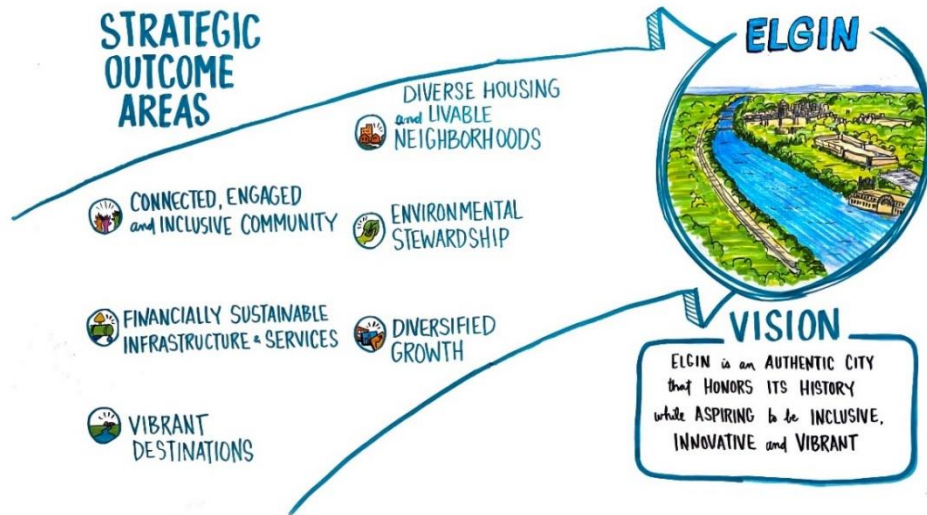 STRATEGIC
OUTCOME
AREAS
DIVERSE HOUSING
and LIVABLE
NEIGHBORHOODS
CONNECTED, ENGAGED
and INCLUSIVE COMMUNITY
ENVIRONMENTAL
STEWARDSHIP
FINANCIALLY SUSTAINABLE
INFRASTRUCTURE & SERVICES
DIVERSIFIED
GROWTH
VIBRANT
DESTINATIONS
ELGIN
VISION
ELGIN is an AUTHENTIC CITY
that HONORS ITS HISTORY
while ASPIRING to be INCLUSIVE,
INNOVATIVE and VIBRANT